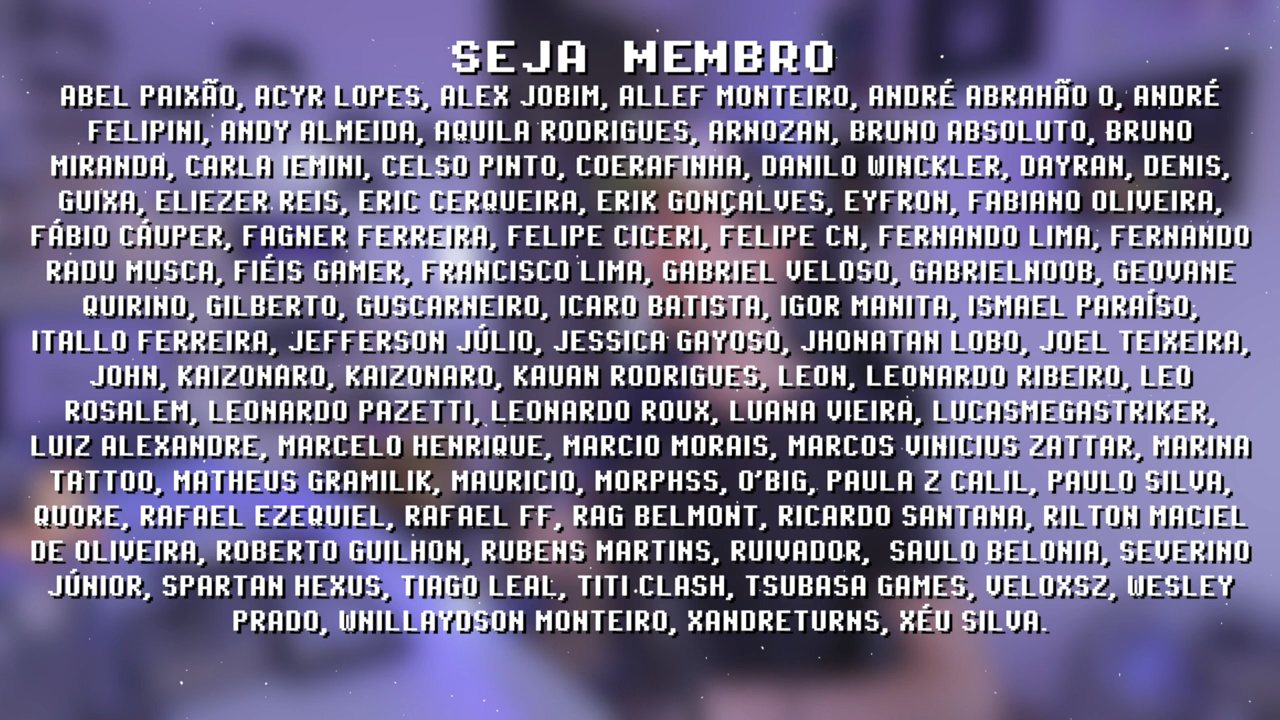 SEJA MEMBRO
ABEL PAIXÃO, ACYR LOPES, ALEX JOBIM, ALLEF MONTEIRO, ANDRÉ ABRAHÃO O, ANDRÉ
FELIPINI, ANDY ALMEIDA, AQUILA RODRIGUES, ARNOZAN, BRUNO ABSOLUTO, BRUNO
MIRANDA, CARLA IEMINI, CELSO PINTO, COERAFINHA, DANILO WINCKLER, DAYRAN, DENIS,
GUIXA, ELIEZER REIS, ERIC CERQUEIRA, ERIK GONÇALVES, EYFRON, FABIANO OLIVEIRA,
FÁBIO CÁUPER, FAGNER FERREIRA, FELIPE CICERI, FELIPE CN, FERNANDO LIMA, FERNANDO
RADU MUSCA, FIÉIS GAMER, FRANCISCO LIMA, GABRIEL VELOSO, GABRIELNOOB, GEOVANE
QUIRINO, GILBERTO, GUSCARNEIRO, ICARO BATISTA, IGOR MANITA, ISMAEL PARAÍSO,
ITALLO FERREIRA, JEFFERSON JÚLIO, JESSICA GAYOSO, JHONATAN LOBO, JOEL TEIXEIRA,
JOHN, KAIZONARO, KAIZONARO, KAUAN RODRIGUES, LEON, LEONARDO RIBEIRO, LEO
ROSALEM, LEONARDO PAZETTI, LEONARDO ROUX, LUANA VIEIRA, LUCASMEGASTRIKER,
LUIZ ALEXANDRE, MARCELO HENRIQUE, MARCIO MORAIS, MARCOS VINICIUS ZATTAR, MARINA
TATTOO, MATHEUS GRAMILIK, MAURICIO, MORPHSS, O'BIG, PAULA Z CALIL, PAULO SILVA,
QUORE, RAFAEL EZEQUIEL, RAFAEL FF, RAG BELMONT, RICARDO SANTANA, RILTON MACIEL
DE OLIVEIRA, ROBERTO GUILHON, RUBENS MARTINS, RUIVADOR, SAULO BELONIA, SEVERINO
JÚNIOR, SPARTAN HEXUS, TIAGO LEAL, TITI CLASH, TSUBASA GAMES, VELOXSZ, WESLEY
PRADO, WNILLAYDSON MONTEIRO, XANDRETURNS, XÉU SILVA.